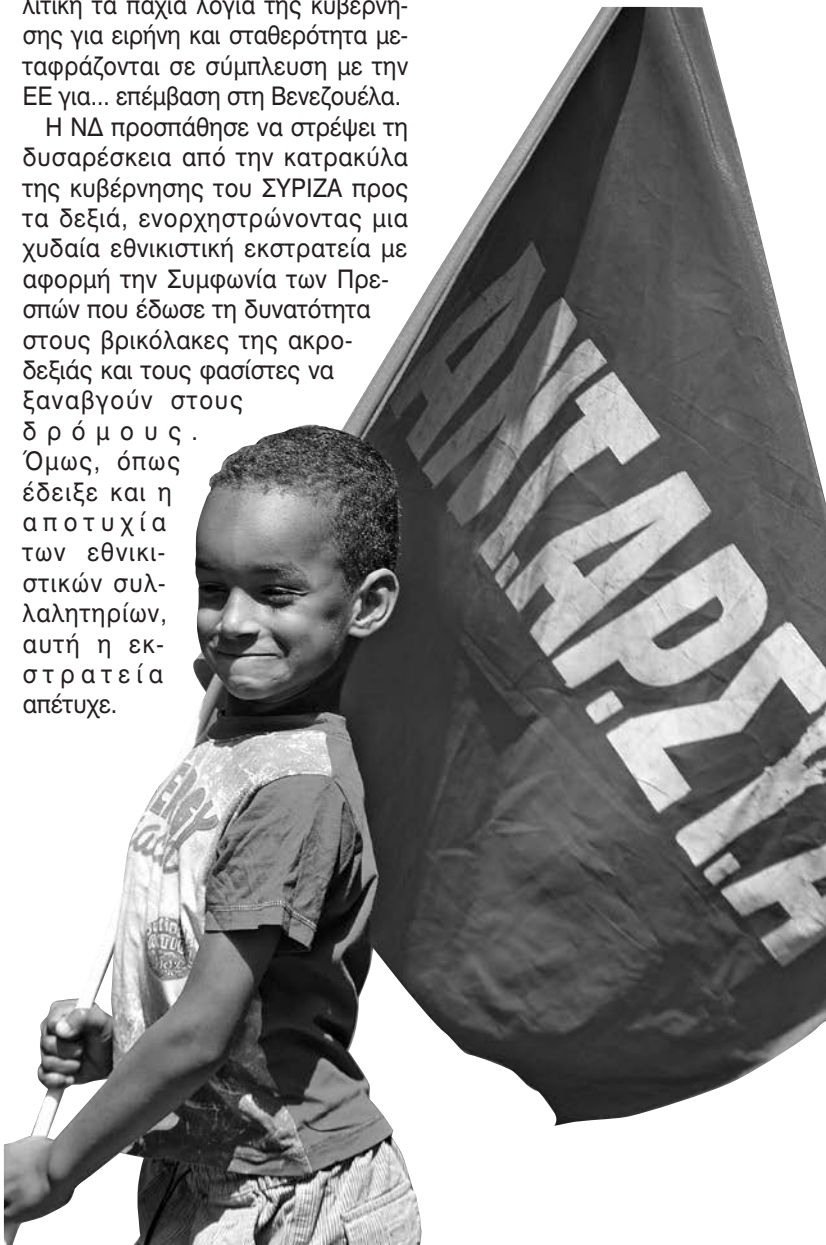 λιτική τα παχιά λόγια της κυβέρνη-
σης για ειρήνη και σταθερότητα με-
ταφράζονται σε σύμπλευση με την
ΕΕ για... επέμβαση στη Βενεζουέλα.
Η ΝΔ προσπάθησε να στρέψει τη
δυσαρέσκεια από την κατρακύλα
της κυβέρνησης του ΣΥΡΙΖΑ προς
τα δεξιά, ενορχηστρώνοντας μια
χυδαία εθνικιστική εκστρατεία με
αφορμή την Συμφωνία των Πρε-
σπών που έδωσε τη δυνατότητα
στους βρικόλακες της ακρο-
δεξιάς και τους φασίστες να
ξαναβγούν στους
δρόμους.
Όμως, όπως
έδειξε και η
αποτυχία
των εθνικι-
στικών συλ-
λαλητηρίων,
αυτή η εκ-
στρατεία
απέτυχε.
ΑΝΤ.ΑΡ.ΣΥ.Α